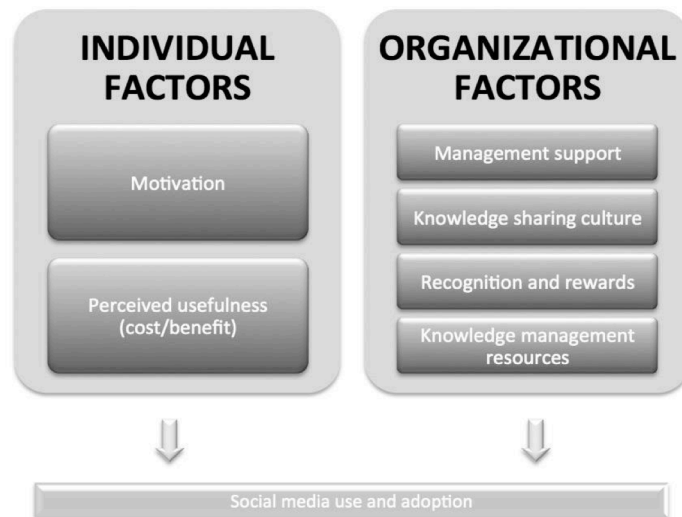 INDIVIDUAL
FACTORS
Motivation
Perceived usefulness
(cost/benefit)
ORGANIZATIONAL
FACTORS
Management support
Knowledge sharing culture
Recognition and rewards
Knowledge management
resources
Social media use and adoption